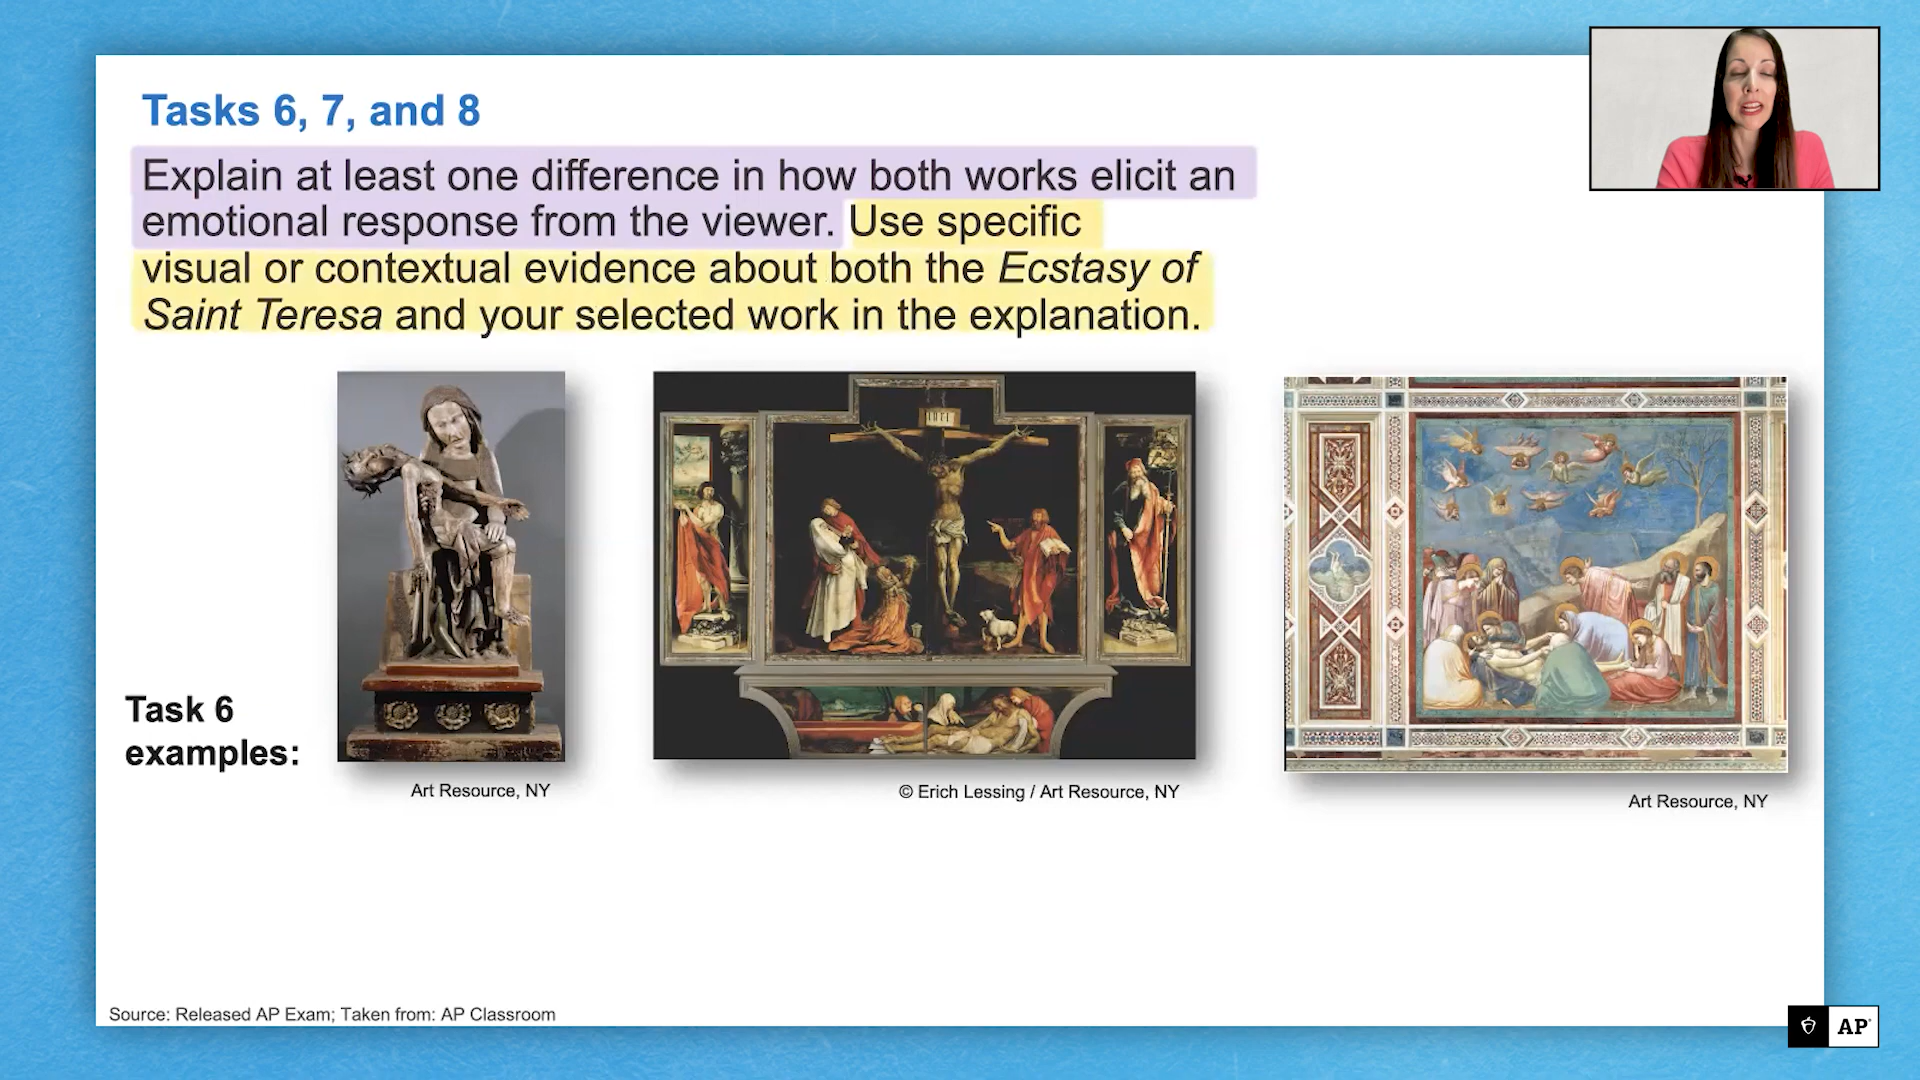 Tasks 6, 7, and 8
Explain at least one difference in how both works elicit an
emotional response from the viewer. Use specific
visual or contextual evidence about both the Ecstasy of
Saint Teresa and your selected work in the explanation.
Task 6
examples:
Art Resource, NY
© Erich Lessing / Art Resource, NY
Art Resource, NY
Source: Released AP Exam; Taken from: AP Classroom
AP